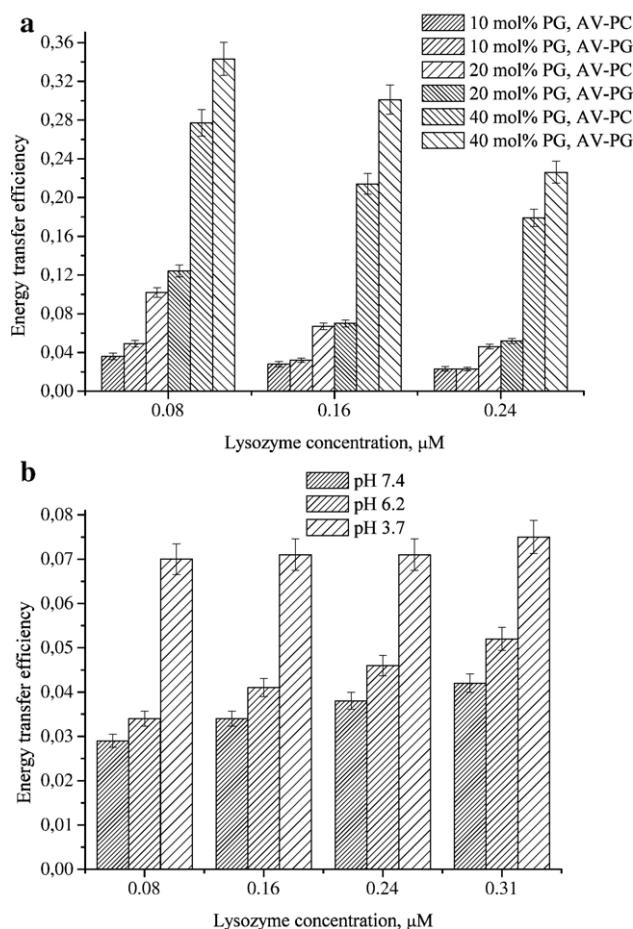 a
0,36
0,32
0,28
0,24
0,20
0,16
0,12
0,08
0,04
0,00
Energy transfer efficiency
10 mol% PG, AV-PC
10 mol% PG, AV-PG
20 mol% PG, AV-PC
20 mol% PG, AV-PG
40 mol% PG, AV-PC
40 mol% PG, AV-PG
0.08 0.16 0.24
Lysozyme concentration, μM
b
0,08
0,07
0,06
0,05
0,04
0,03
0,02
0,01
0,00
Energy transfer efficiency
pH 7.4
pH 6.2
pH 3.7
0.08 0.16 0.24 0.31
Lysozyme concentration, μM